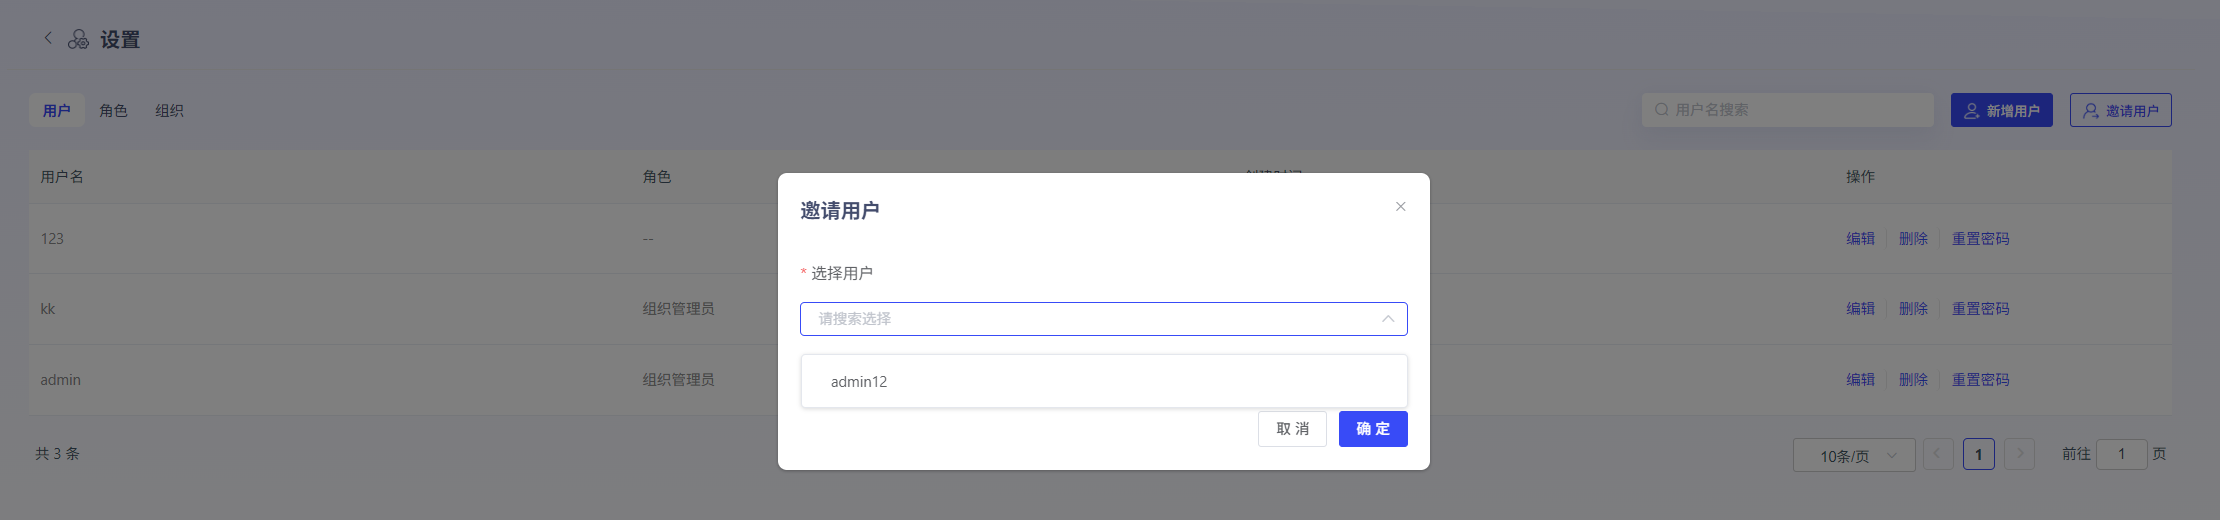 设置
用户 角色 组织
用户名搜索 新增用户 邀请用户
用户名 角色 操作
123 -- 编辑 删除 重置密码
kk 组织管理员 编辑 删除 重置密码
admin 组织管理员 编辑 删除 重置密码
共 3 条
10条/页 1 前往 1 页
邀请用户
* 选择用户
请搜索选择
admin12
取 消 确 定